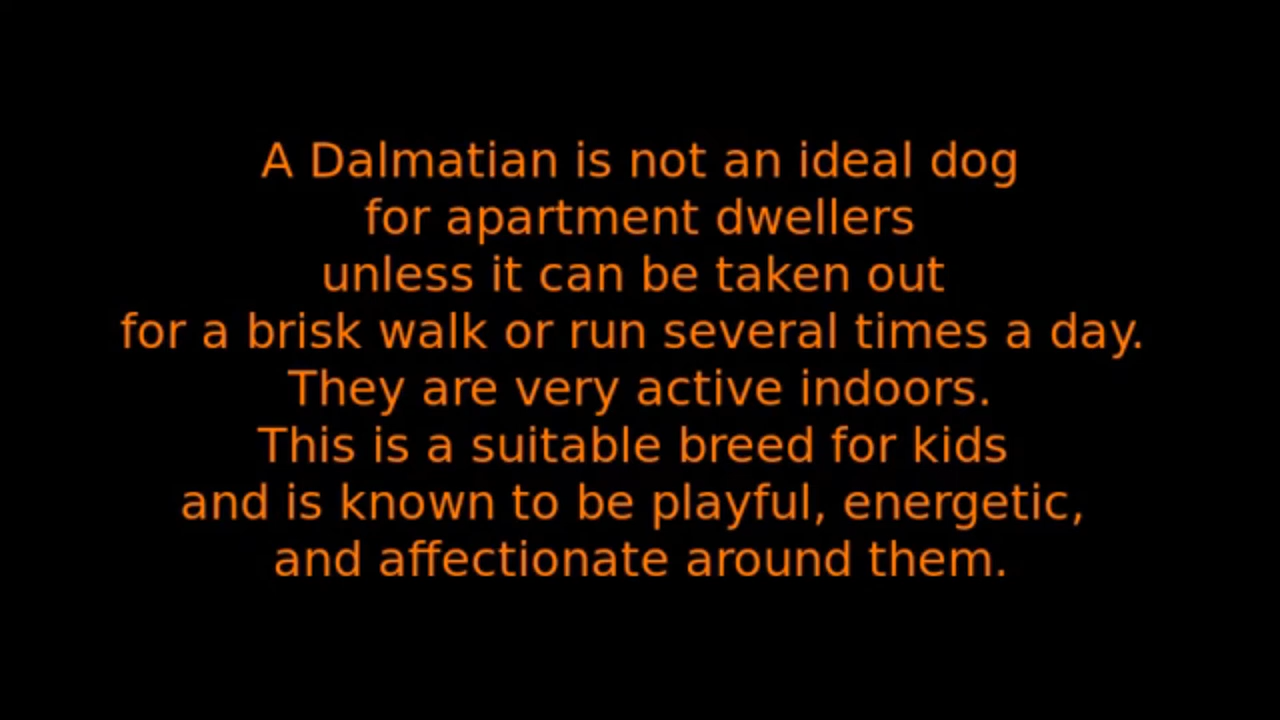 A Dalmatian is not an ideal dog
for apartment dwellers
unless it can be taken out
for a brisk walk or run several times a day.
They are very active indoors.
This is a suitable breed for kids
and is known to be playful, energetic,
and affectionate around them.